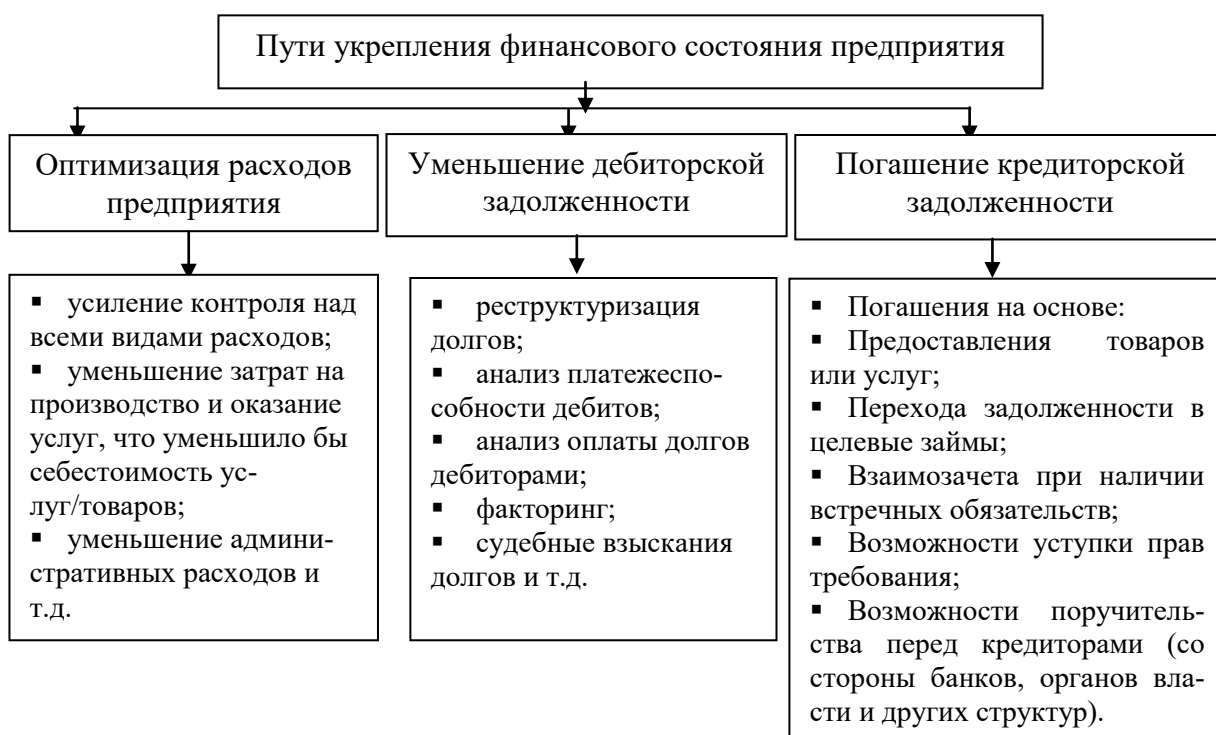 Пути укрепления финансового состояния предприятия
Оптимизация расходов
предприятия
Уменьшение дебиторской
задолженности
Погашение кредиторской
задолженности
▪ усиление контроля над
всеми видами расходов;
▪ уменьшение затрат на
производство и оказание
услуг, что уменьшило бы
себестоимость ус-
луг/товаров;
▪ уменьшение админи-
стративных расходов и
т.д.
▪ реструктуризация
долгов;
▪ анализ платежеспо-
собности дебитов;
▪ анализ оплаты долгов
дебиторами;
▪ факторинг;
▪ судебные взыскания
долгов и т.д.
▪ Погашения на основе:
▪ Предоставления товаров
или услуг;
▪ Перехода задолженности в
целевые займы;
▪ Взаимозачета при наличии
встречных обязательств;
▪ Возможности уступки прав
требования;
▪ Возможности поручитель-
ства перед кредиторами (со
стороны банков, органов вла-
сти и других структур).